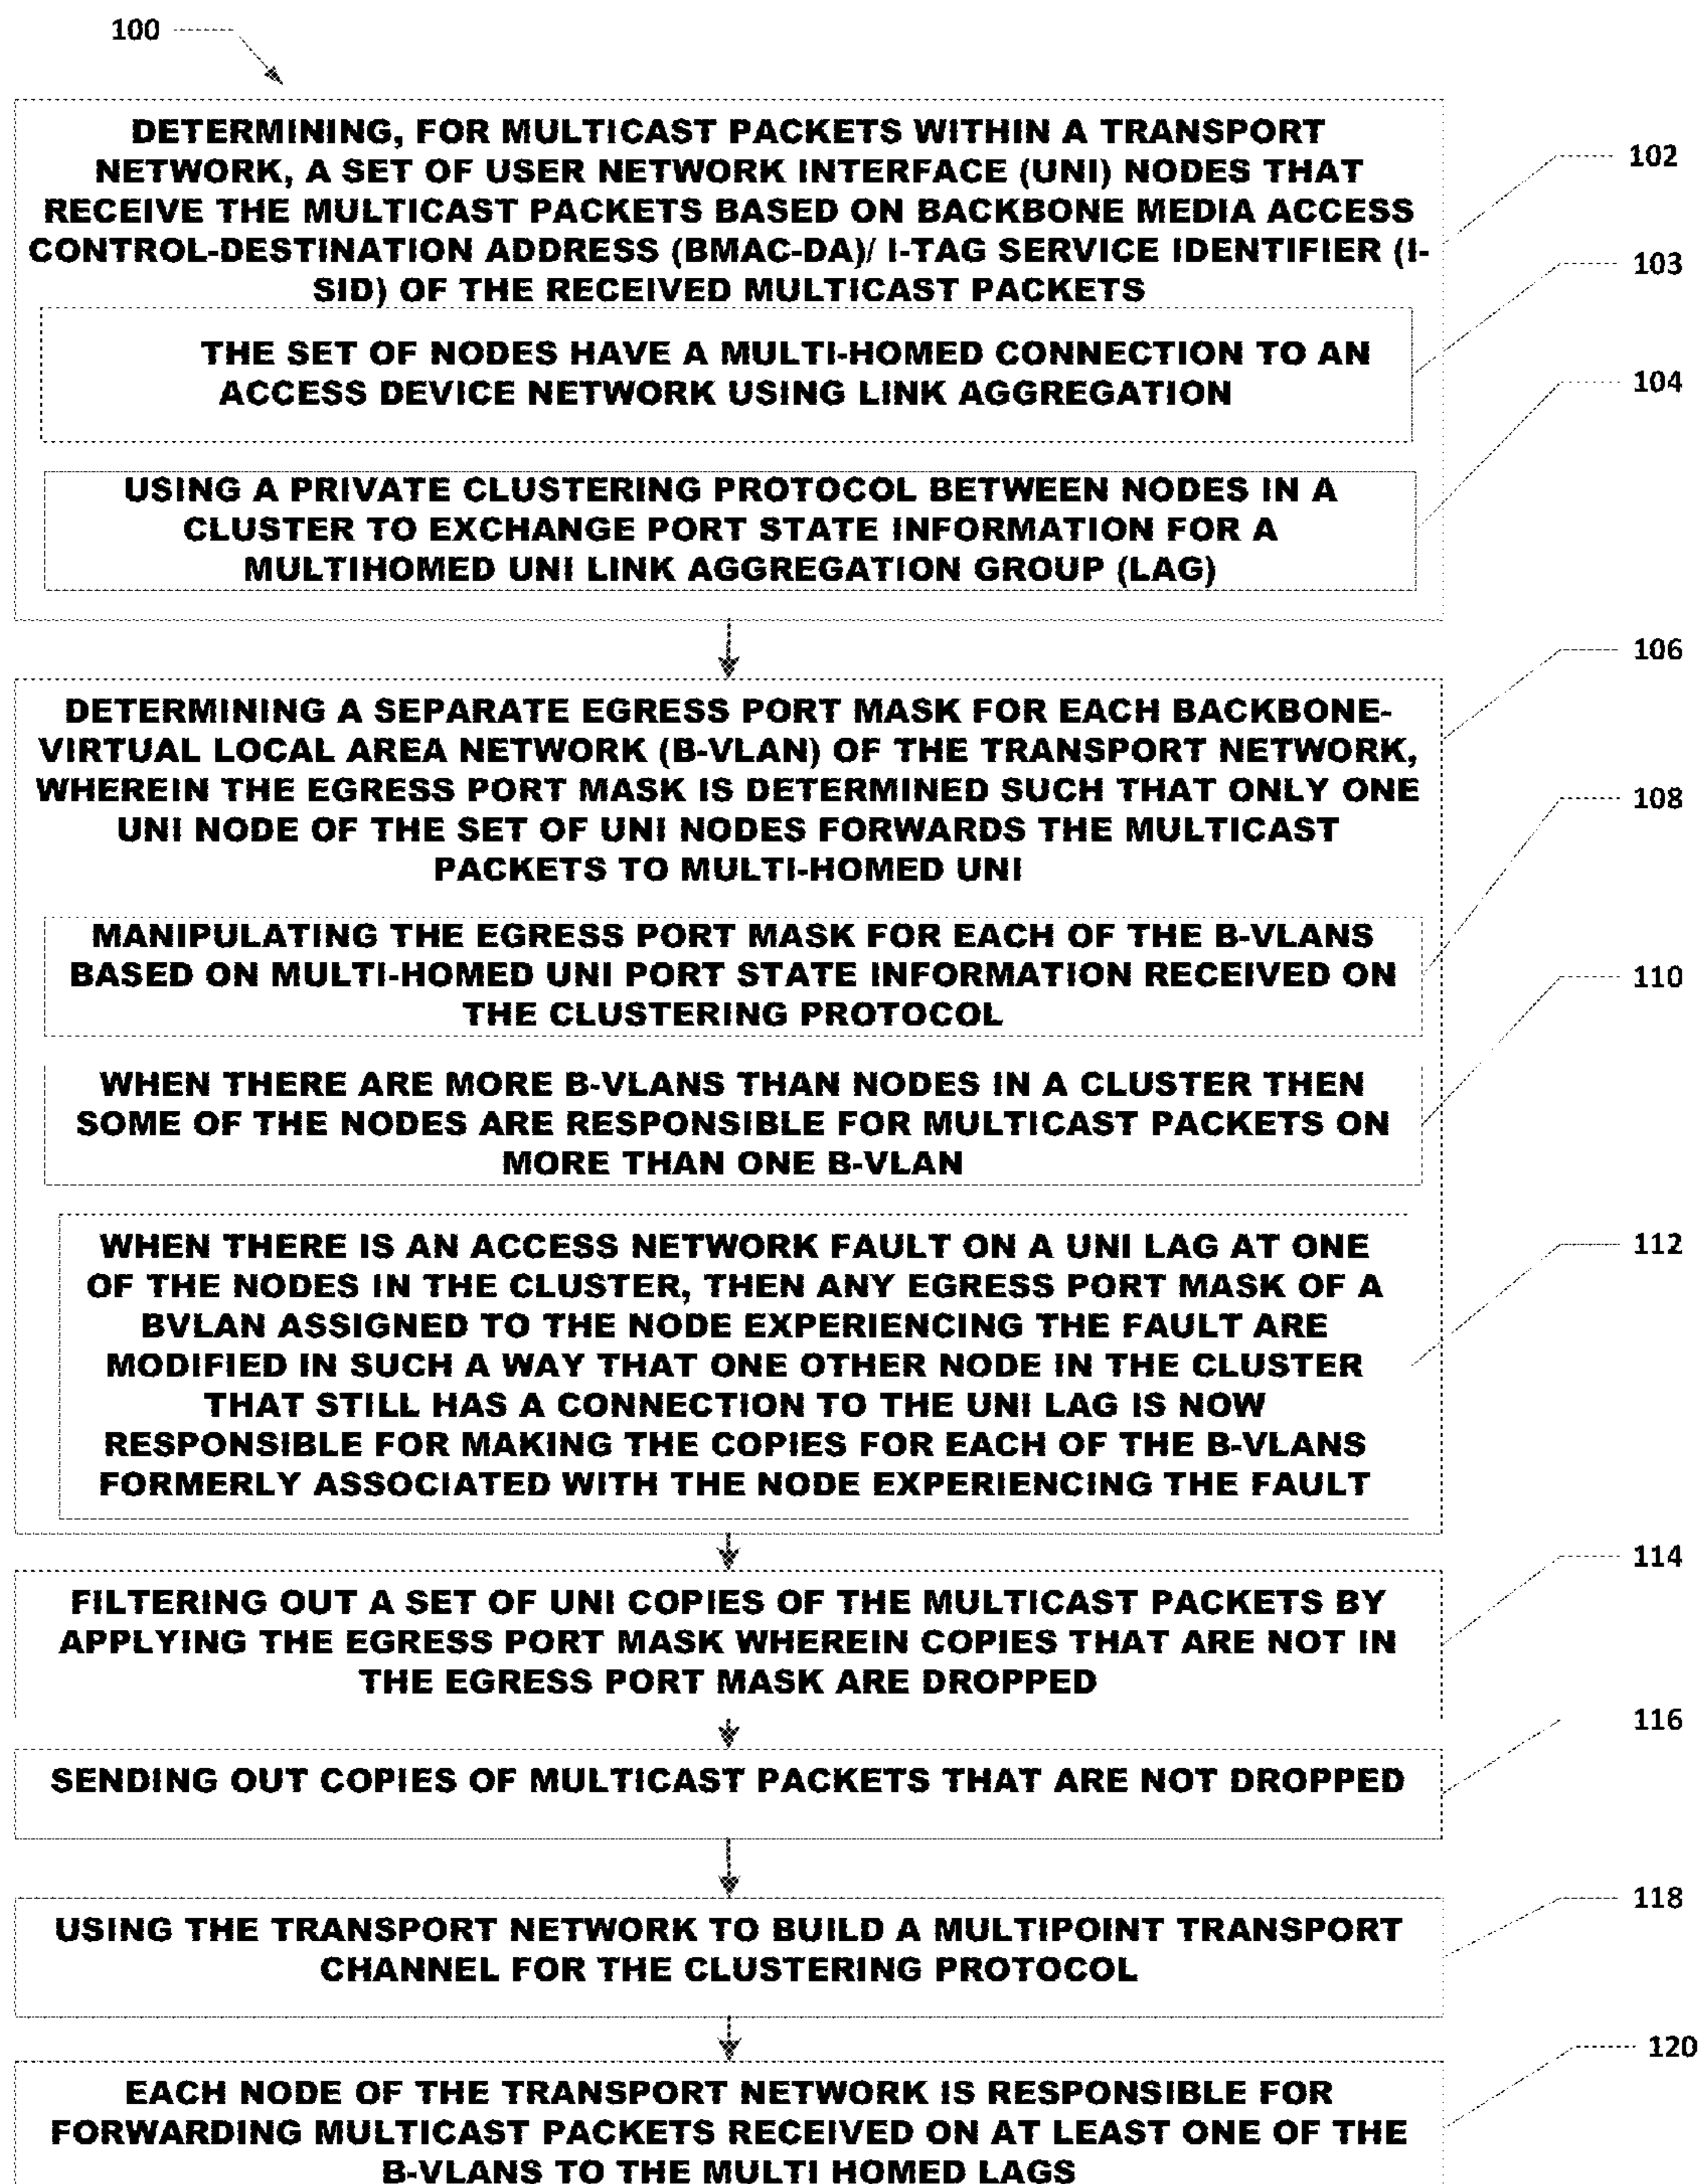 100
DETERMINING, FOR MULTICAST PACKETS WITHIN A TRANSPORT
NETWORK, A SET OF USER NETWORK INTERFACE (UNI) NODES THAT
RECEIVE THE MULTICAST PACKETS BASED ON BACKBONE MEDIA ACCESS
CONTROL-DESTINATION ADDRESS (BMAC-DA)/ I-TAG SERVICE IDENTIFIER (I-
SID) OF THE RECEIVED MULTICAST PACKETS
102
THE SET OF NODES HAVE A MULTI-HOMED CONNECTION TO AN
ACCESS DEVICE NETWORK USING LINK AGGREGATION
103
USING A PRIVATE CLUSTERING PROTOCOL BETWEEN NODES IN A
CLUSTER TO EXCHANGE PORT STATE INFORMATION FOR A
MULTIHOMED UNI LINK AGGREGATION GROUP (LAG)
104
DETERMINING A SEPARATE EGRESS PORT MASK FOR EACH BACKBONE-
VIRTUAL LOCAL AREA NETWORK (B-VLAN) OF THE TRANSPORT NETWORK,
WHEREIN THE EGRESS PORT MASK IS DETERMINED SUCH THAT ONLY ONE
UNI NODE OF THE SET OF UNI NODES FORWARDS THE MULTICAST
PACKETS TO MULTI-HOMED UNI
106
MANIPULATING THE EGRESS PORT MASK FOR EACH OF THE B-VLANS
BASED ON MULTI-HOMED UNI PORT STATE INFORMATION RECEIVED ON
THE CLUSTERING PROTOCOL
108
WHEN THERE ARE MORE B-VLANS THAN NODES IN A CLUSTER THEN
SOME OF THE NODES ARE RESPONSIBLE FOR MULTICAST PACKETS ON
MORE THAN ONE B-VLAN
110
WHEN THERE IS AN ACCESS NETWORK FAULT ON A UNI LAG AT ONE
OF THE NODES IN THE CLUSTER, THEN ANY EGRESS PORT MASK OF A
BVLAN ASSIGNED TO THE NODE EXPERIENCING THE FAULT ARE
MODIFIED IN SUCH A WAY THAT ONE OTHER NODE IN THE CLUSTER
THAT STILL HAS A CONNECTION TO THE UNI LAG IS NOW
RESPONSIBLE FOR MAKING THE COPIES FOR EACH OF THE B-VLANS
FORMERLY ASSOCIATED WITH THE NODE EXPERIENCING THE FAULT
112
FILTERING OUT A SET OF UNI COPIES OF THE MULTICAST PACKETS BY
APPLYING THE EGRESS PORT MASK WHEREIN COPIES THAT ARE NOT IN
THE EGRESS PORT MASK ARE DROPPED
114
SENDING OUT COPIES OF MULTICAST PACKETS THAT ARE NOT DROPPED
116
USING THE TRANSPORT NETWORK TO BUILD A MULTIPOINT TRANSPORT
CHANNEL FOR THE CLUSTERING PROTOCOL
118
EACH NODE OF THE TRANSPORT NETWORK IS RESPONSIBLE FOR
FORWARDING MULTICAST PACKETS RECEIVED ON AT LEAST ONE OF THE
B-VLANS TO THE MULTI HOMED LAGS
120